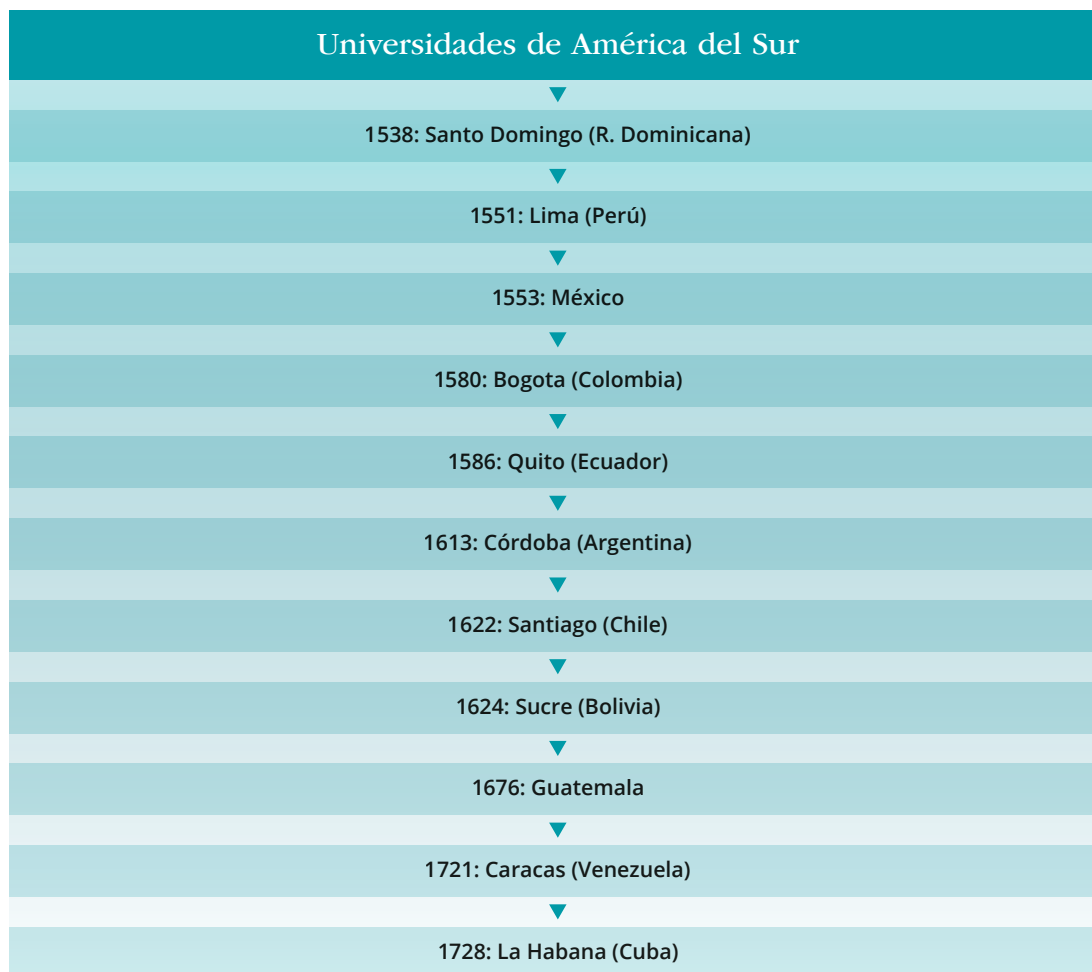 Universidades de América del Sur
1538: Santo Domingo (R. Dominicana)
1551: Lima (Perú)
1553: México
1580: Bogota (Colombia)
1586: Quito (Ecuador)
1613: Córdoba (Argentina)
1622: Santiago (Chile)
1624: Sucre (Bolivia)
1676: Guatemala
1721: Caracas (Venezuela)
1728: La Habana (Cuba)